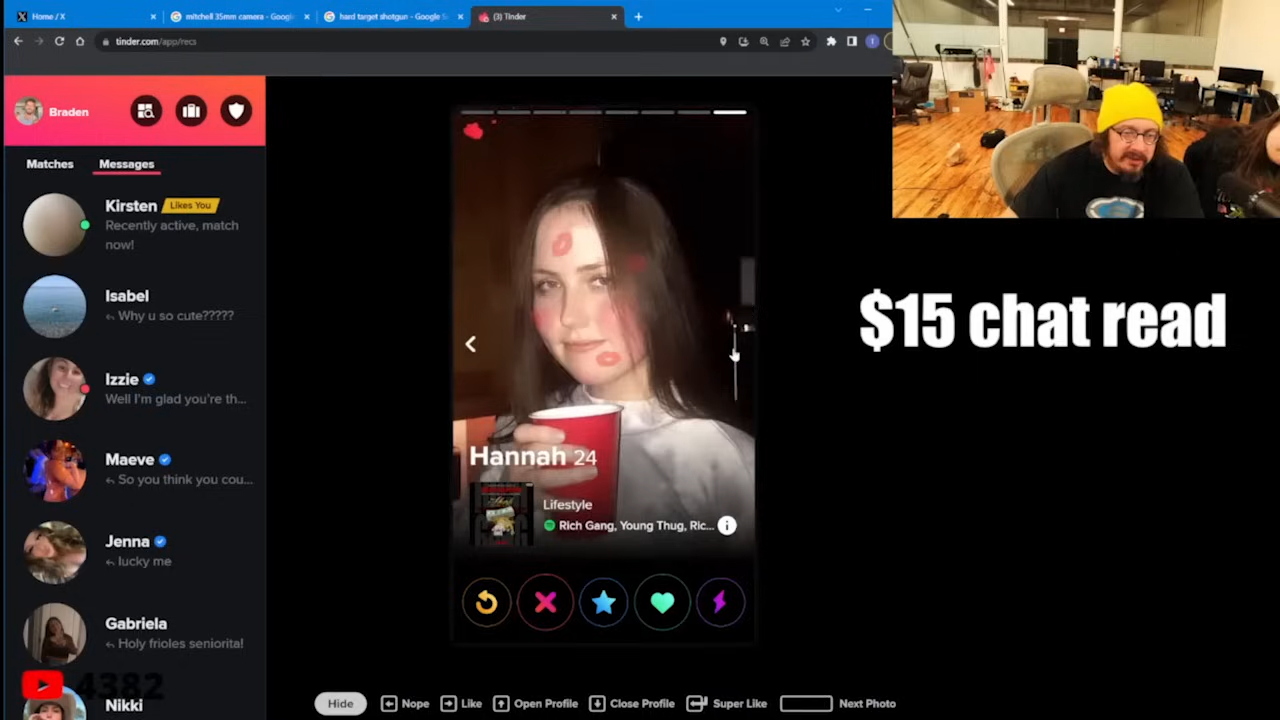 Home / X
mitchell 35mm camera - Google
hard target shotgun - Google S
(3) Tinder
tinder.com/app/recs
T
Braden
Matches
Messages
Kirsten Likes You
Recently active, match
now!
Isabel
Why u so cute?????
Izzie
Well I'm glad you're th...
Maeve
So you think you cou...
Jenna
lucky me
Gabriela
Holy frioles seniorita!
4382
Nikki
Hannah 24
Lifestyle
Rich Gang, Young Thug, Ric...
$15 chat read
Hide
Nope
Like
Open Profile
Close Profile
Super Like
Next Photo